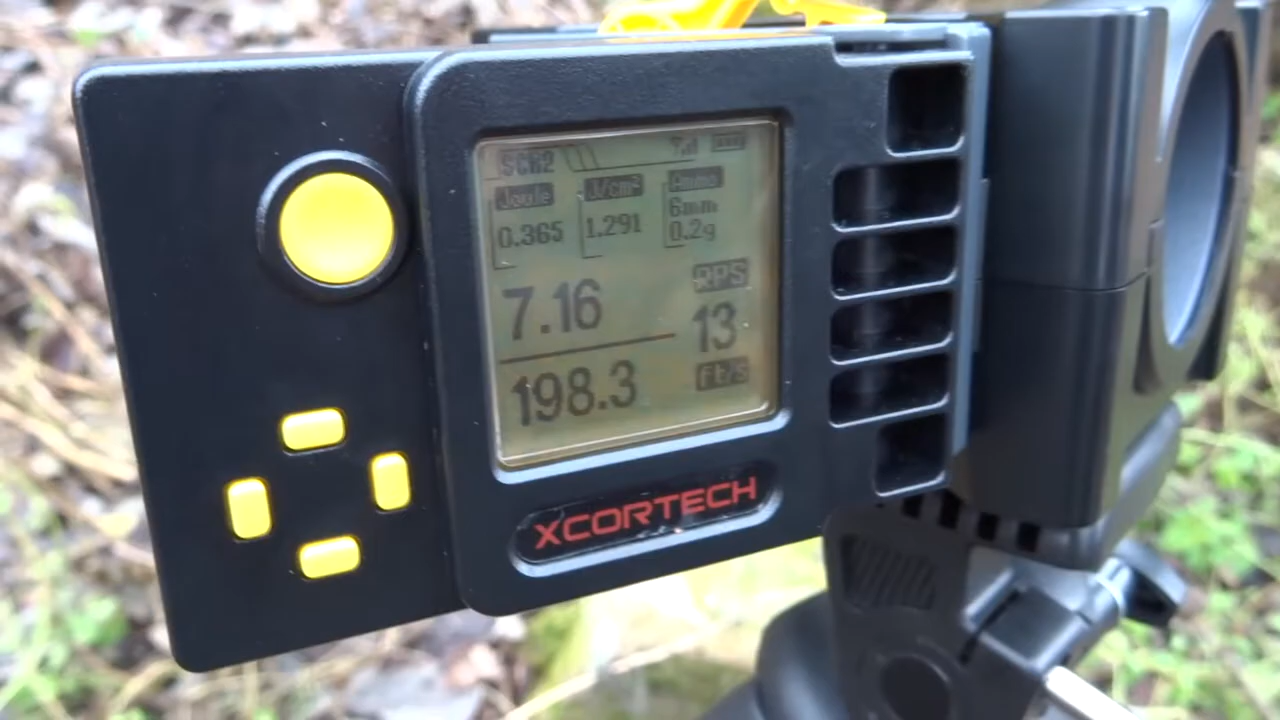 SCR2
Joule J/cm² Ammo
0.365 1.291 6mm
0.2g
RPS
7.16
13
198.3 Ft/S
XCORTECH